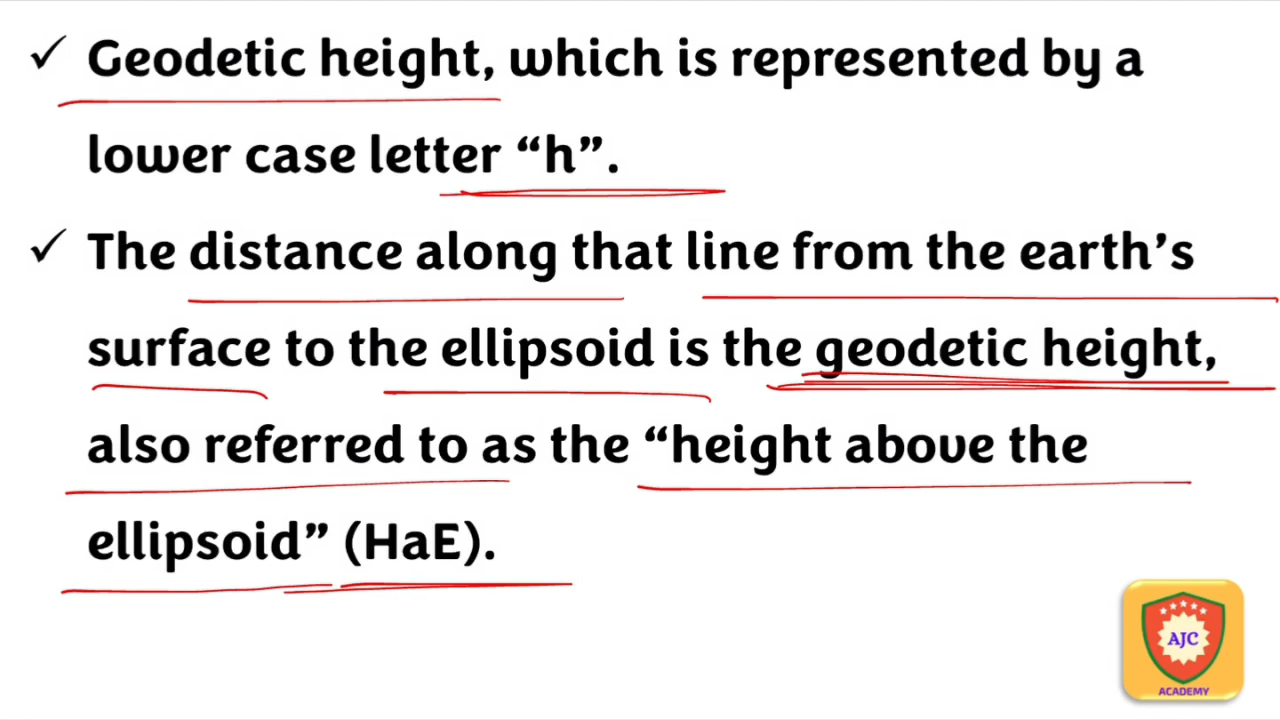 ✓ Geodetic height, which is represented by a
lower case letter “h”.
✓ The distance along that line from the earth’s
surface to the ellipsoid is the geodetic height,
also referred to as the “height above the
ellipsoid” (HaE).
AJC
ACADEMY